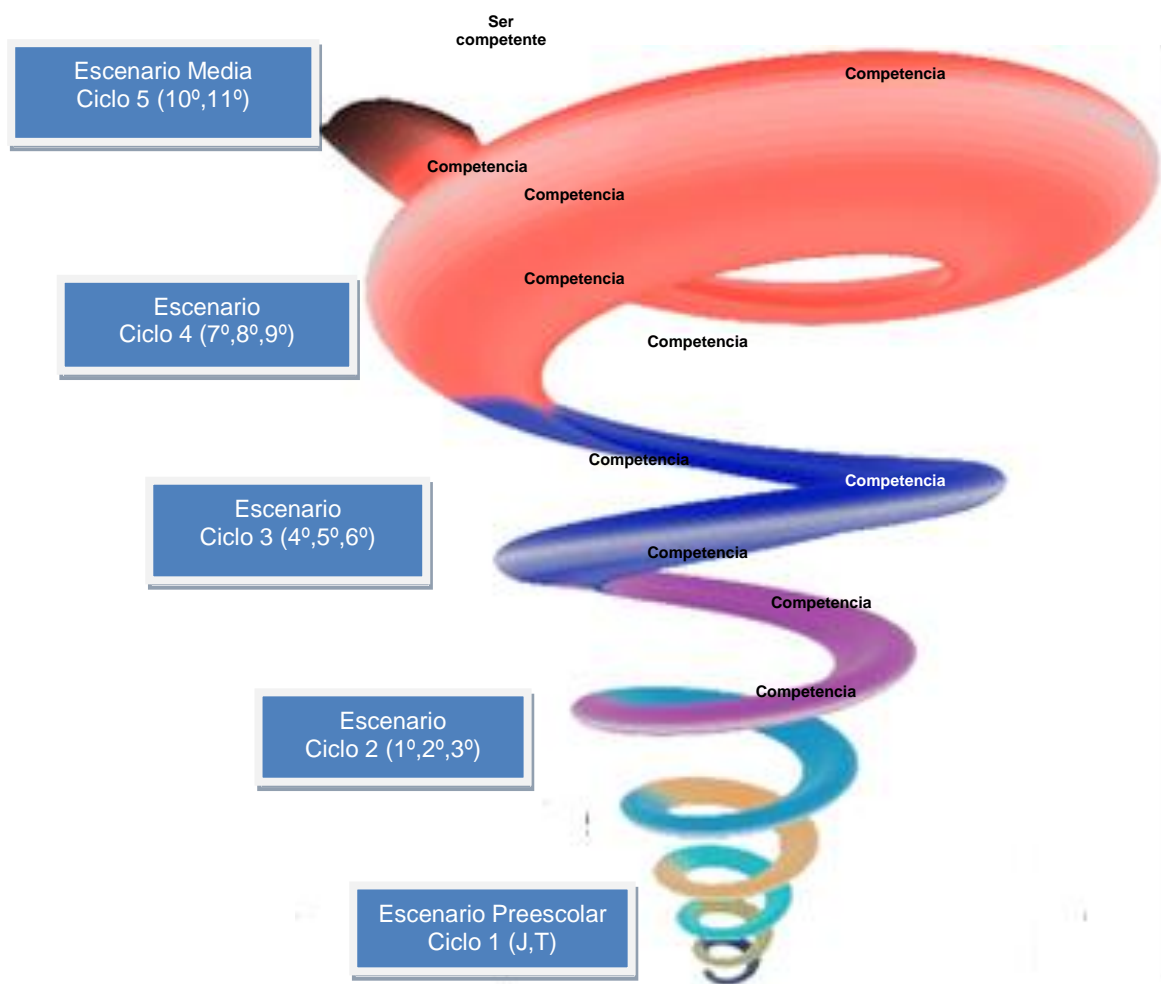 Ser
competente
Escenario Media
Ciclo 5 (10º,11º)
Competencia
Competencia
Competencia
Competencia
Escenario
Ciclo 4 (7º,8º,9º)
Competencia
Competencia
Competencia
Escenario
Ciclo 3 (4º,5º,6º)
Competencia
Competencia
Competencia
Escenario
Ciclo 2 (1º,2º,3º)
Escenario Preescolar
Ciclo 1 (J,T)